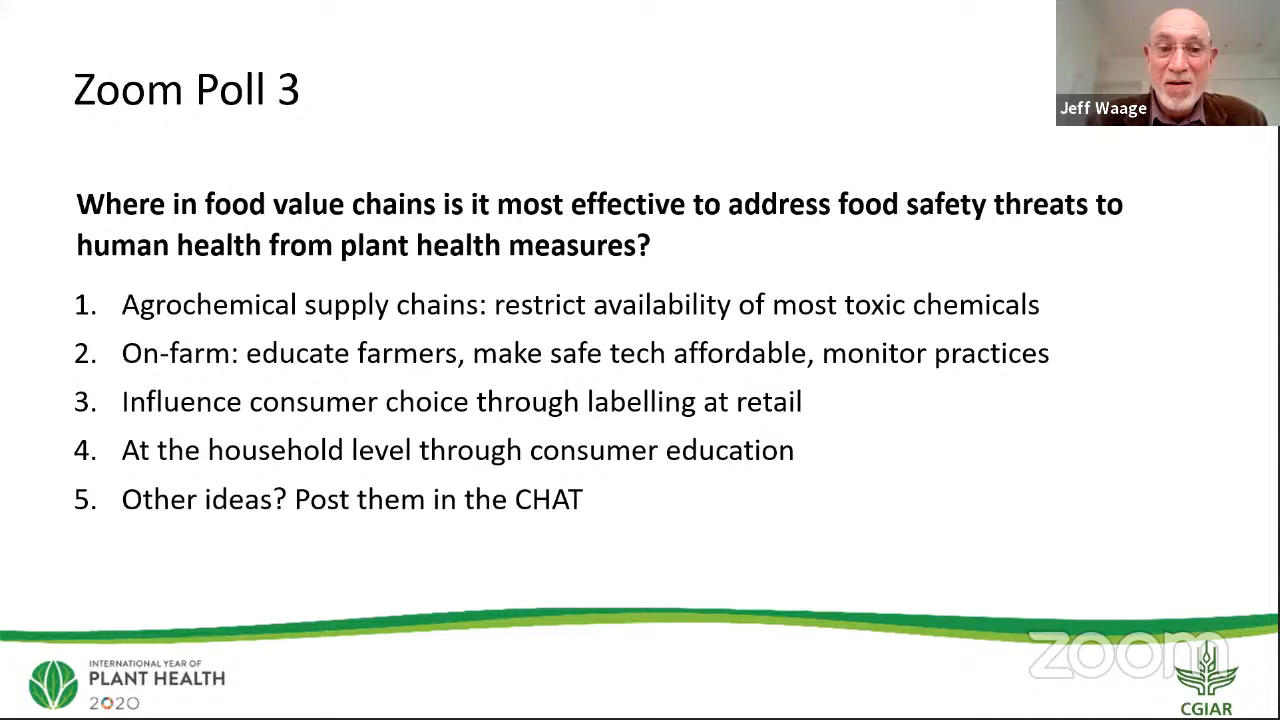 Zoom Poll 3
Jeff Waage
Where in food value chains is it most effective to address food safety threats to
human health from plant health measures?
1. Agrochemical supply chains: restrict availability of most toxic chemicals
2. On-farm: educate farmers, make safe tech affordable, monitor practices
3. Influence consumer choice through labelling at retail
4. At the household level through consumer education
5. Other ideas? Post them in the CHAT
INTERNATIONAL YEAR OF
PLANT HEALTH
2020
zoom
CGIAR